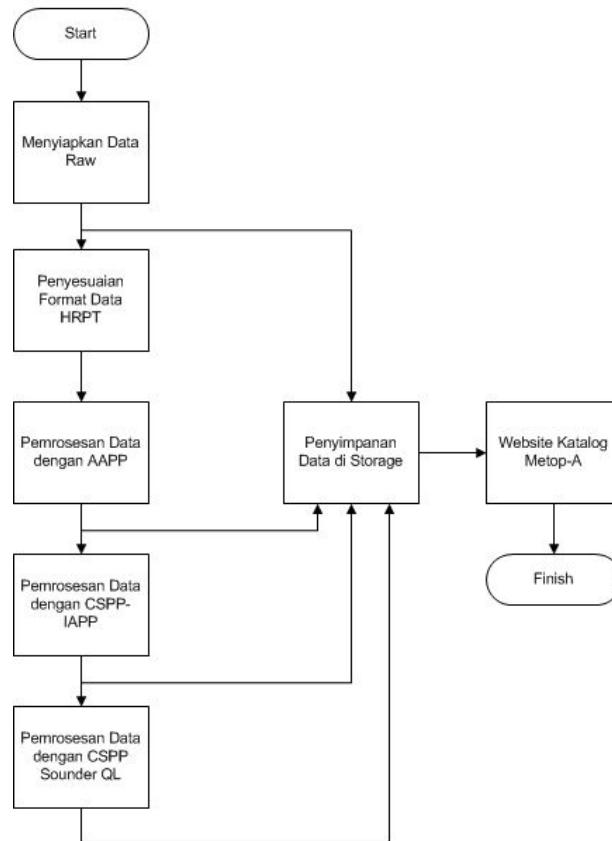 Start
Menyiapkan Data
Raw
Penyesuaian
Format Data
HRPT
Pemrosesan Data
dengan AAPP
Pemrosesan Data
dengan CSPP-
IAPP
Pemrosesan Data
dengan CSPP
Sounder QL
Penyimpanan
Data di Storage
Website Katalog
Metop-A
Finish